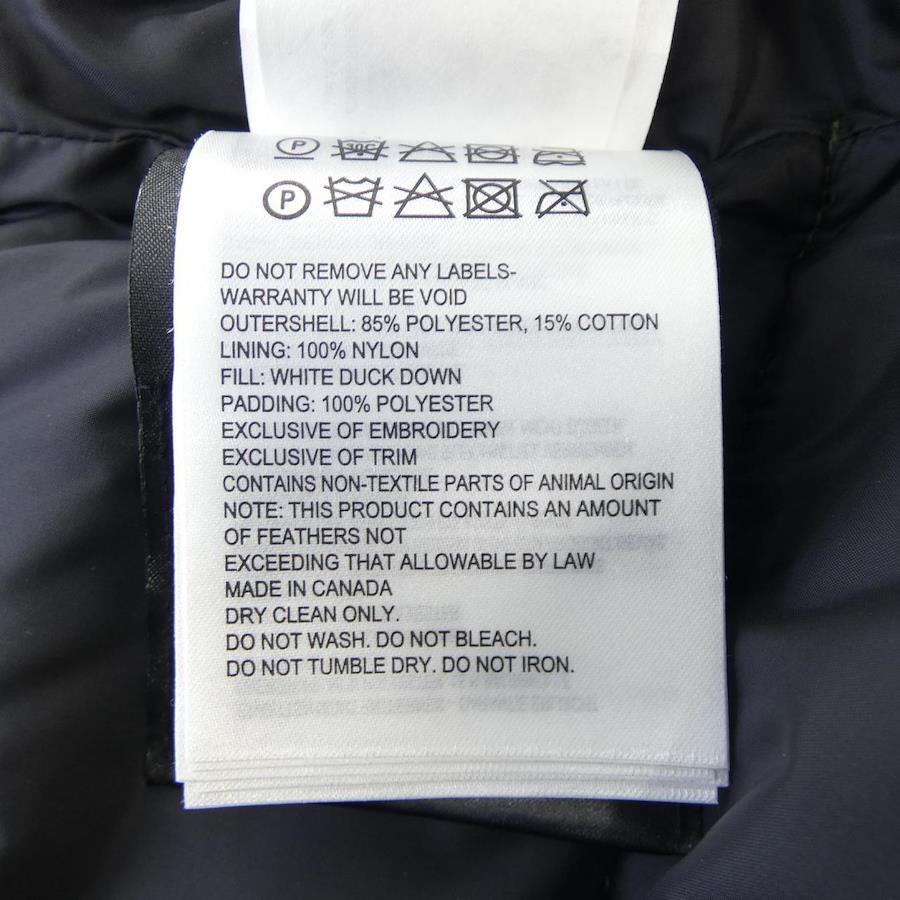 P 30C
P
DO NOT REMOVE ANY LABELS-
WARRANTY WILL BE VOID
OUTERSHELL: 85% POLYESTER, 15% COTTON
LINING: 100% NYLON
FILL: WHITE DUCK DOWN
PADDING: 100% POLYESTER
EXCLUSIVE OF EMBROIDERY
EXCLUSIVE OF TRIM
CONTAINS NON-TEXTILE PARTS OF ANIMAL ORIGIN
NOTE: THIS PRODUCT CONTAINS AN AMOUNT
OF FEATHERS NOT
EXCEEDING THAT ALLOWABLE BY LAW
MADE IN CANADA
DRY CLEAN ONLY.
DO NOT WASH. DO NOT BLEACH.
DO NOT TUMBLE DRY. DO NOT IRON.